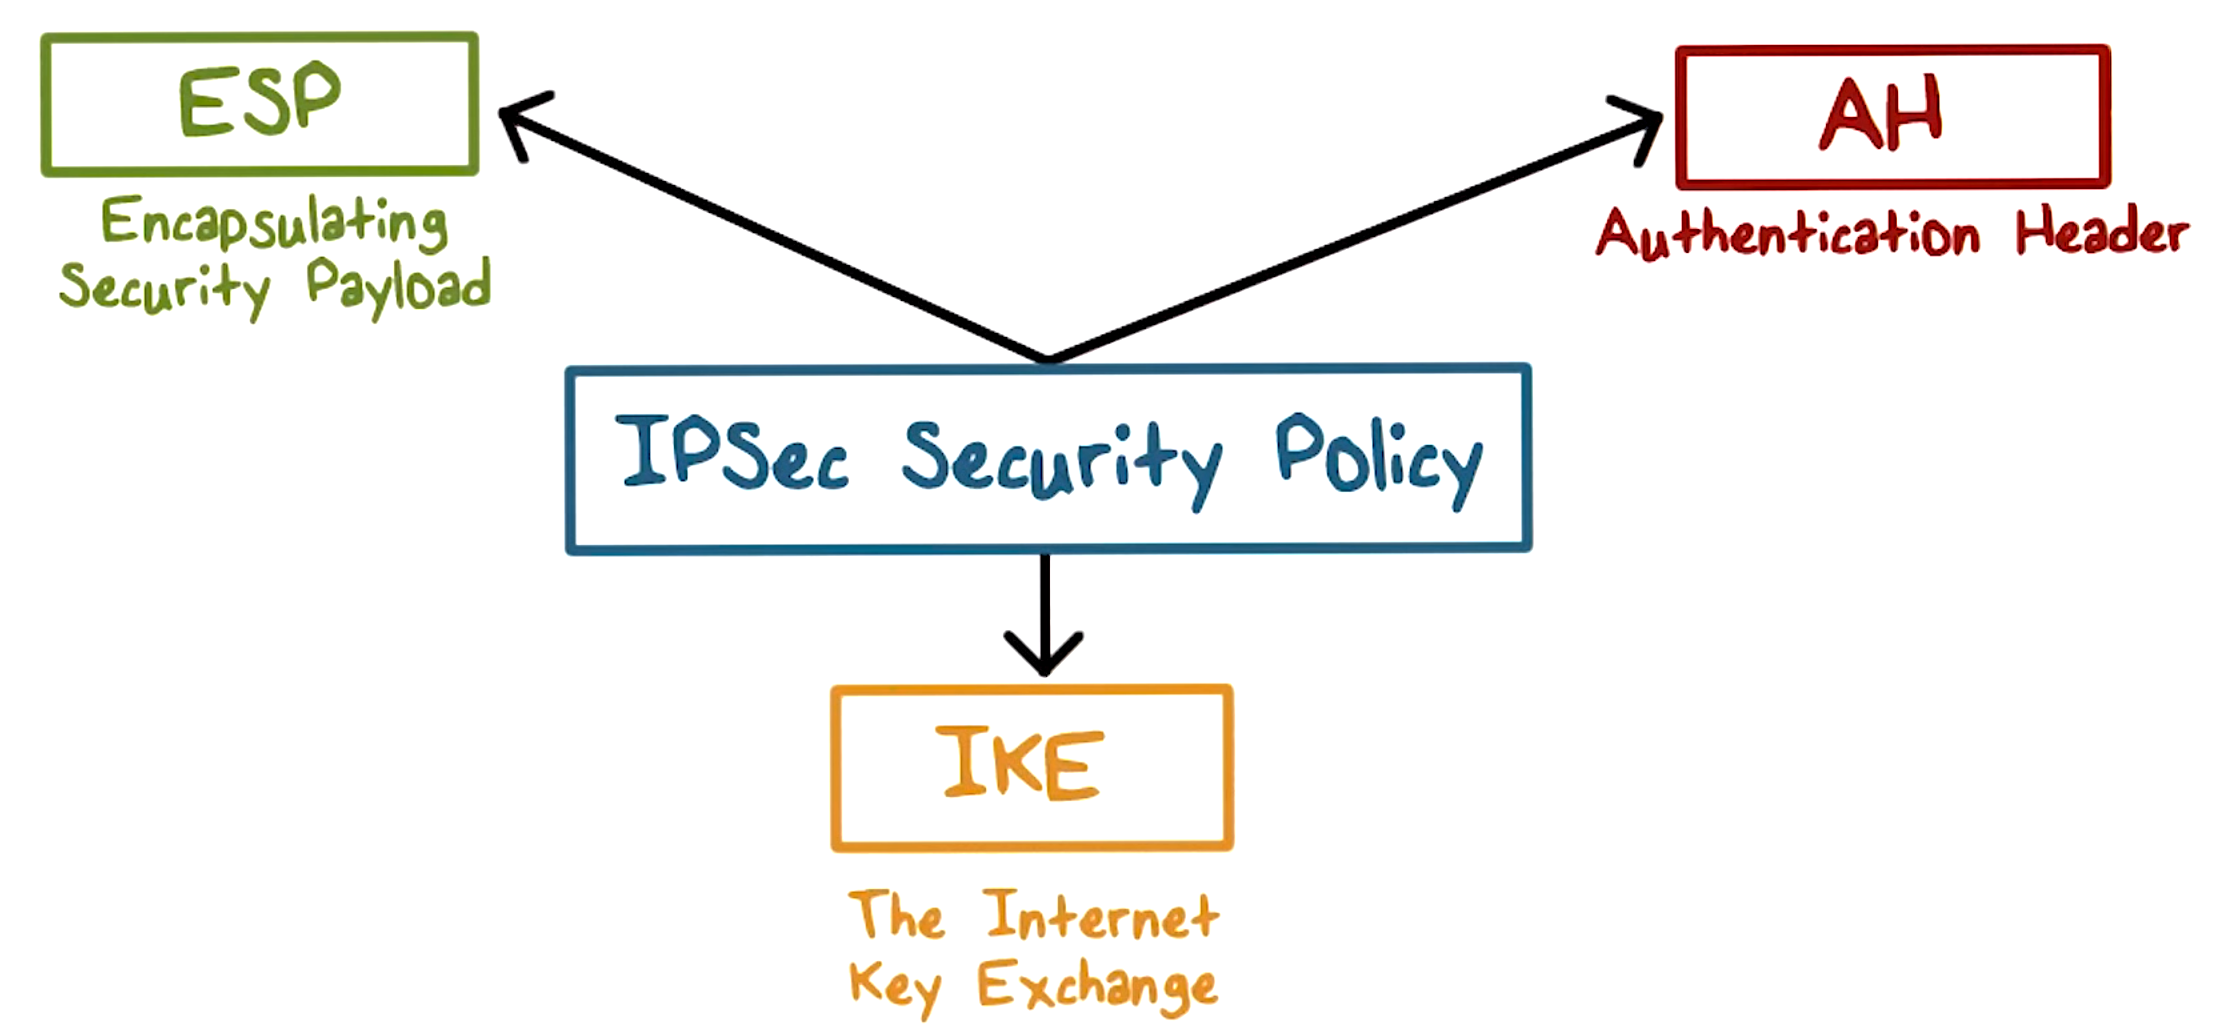 ESP
Encapsulating
Security Payload
AH
Authentication Header
IPSec Security Policy
IKE
The Internet
Key Exchange